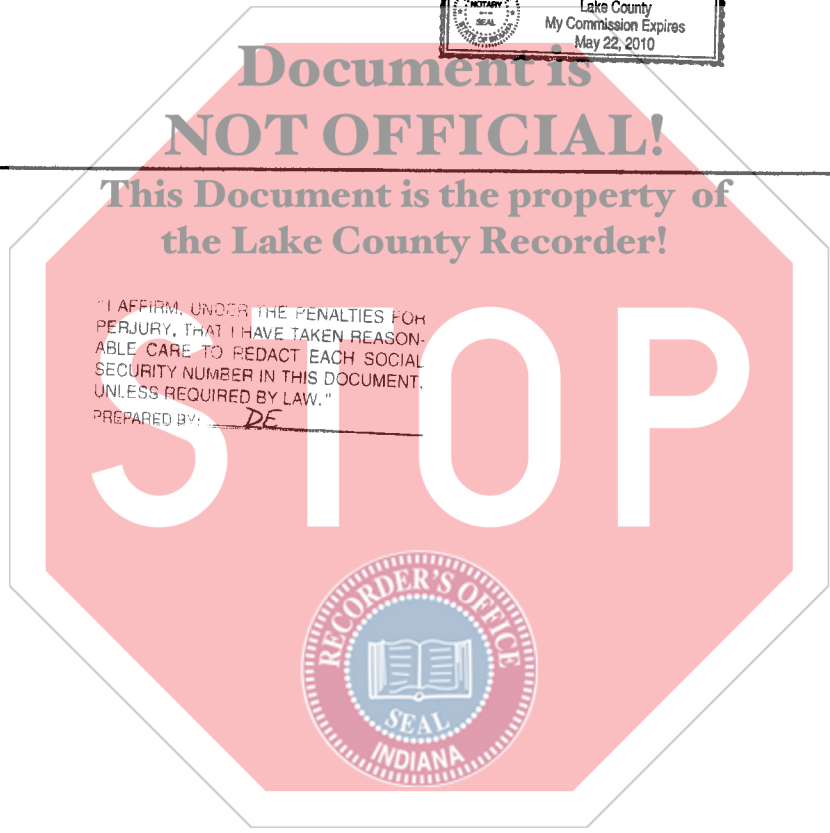 NOTARY
SEAL
STATE OF INDIANA
Lake County
My Commission Expires
May 22, 2010
Document is
NOT OFFICIAL!
This Document is the property of
the Lake County Recorder!
"I AFFIRM, UNDER THE PENALTIES FOR
PERJURY, THAT I HAVE TAKEN REASON-
ABLE CARE TO REDACT EACH SOCIAL
SECURITY NUMBER IN THIS DOCUMENT,
UNLESS REQUIRED BY LAW."
PREPARED BY: DE
STOP
RECORDER'S OFFICE
SEAL
INDIANA